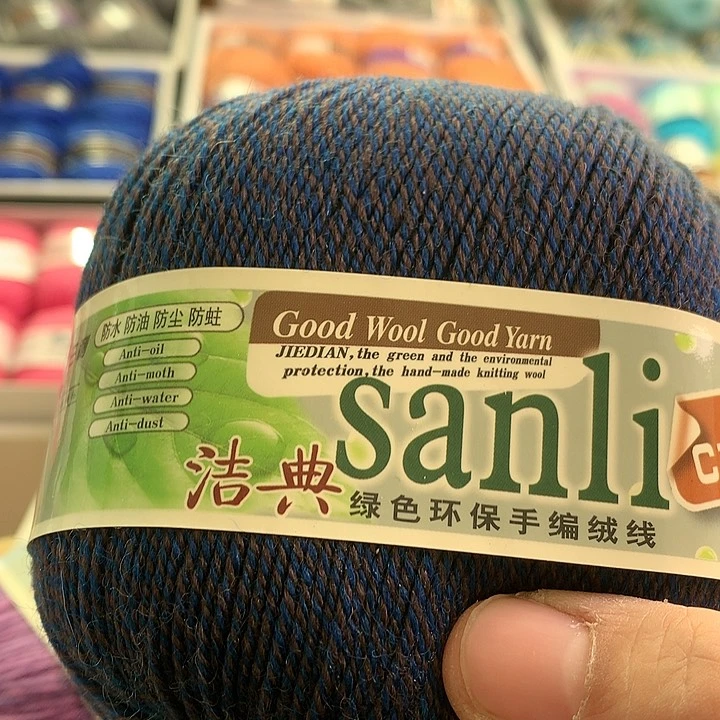 防水 防油 防尘 防蛀
Anti-oil
Anti-moth
Anti-water
Anti-dust
Good Wool Good Yarn
JIEDIAN, the green and the environmental
protection, the hand-made knitting wool
sanli
洁典
绿色环保手编绒线